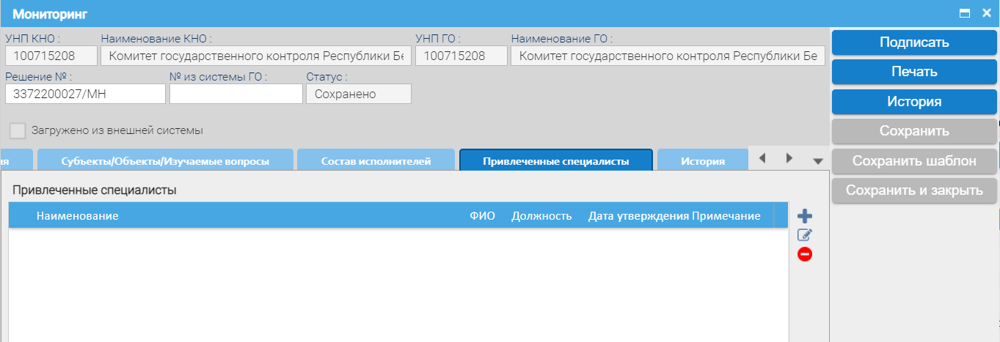 Мониторинг
УНП КНО : Наименование КНО : УНП ГО : Наименование ГО :
100715208 Комитет государственного контроля Республики Бе 100715208 Комитет государственного контроля Республики Бе
Решение № : № из системы ГО : Статус :
3372200027/МН Сохранено
Загружено из внешней системы
ия Субъекты/Объекты/Изучаемые вопросы Состав исполнителей Привлеченные специалисты История
Привлеченные специалисты
Наименование ФИО Должность Дата утверждения Примечание
Подписать
Печать
История
Сохранить
Сохранить шаблон
Сохранить и закрыть